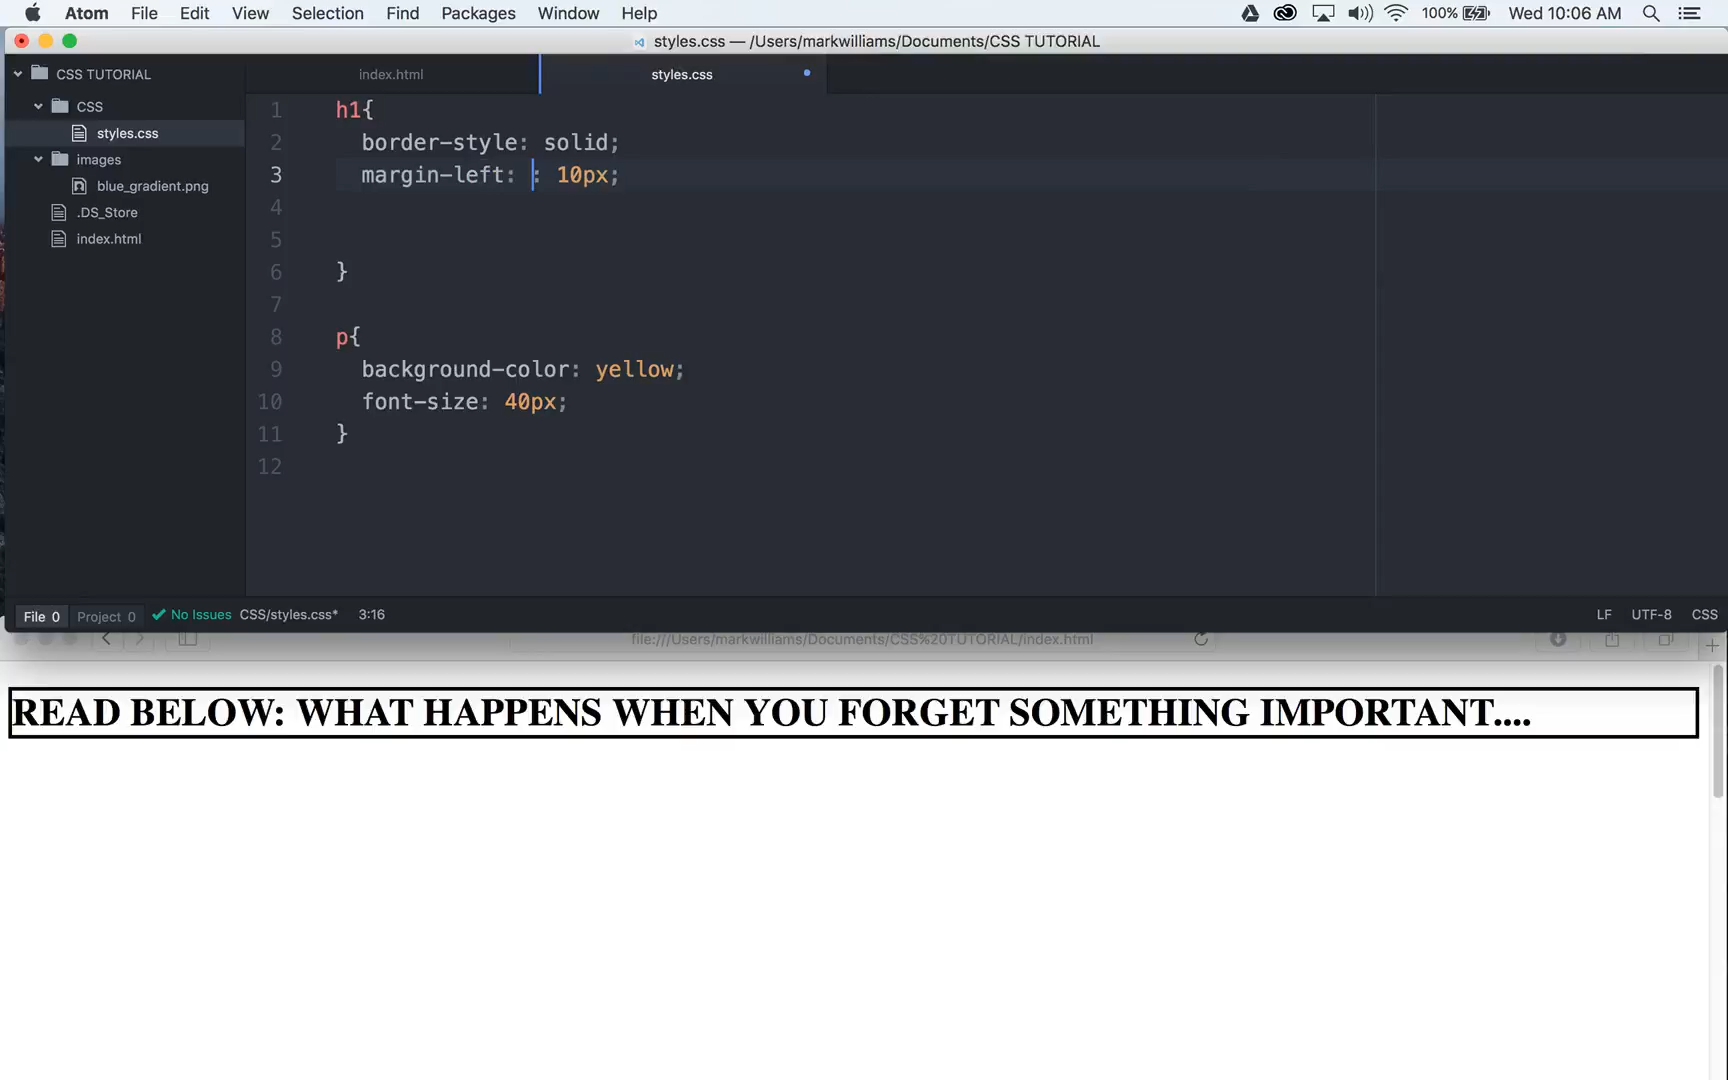 Atom File Edit View Selection Find Packages Window Help 100% Wed 10:06 AM
styles.css — /Users/markwilliams/Documents/CSS TUTORIAL
CSS TUTORIAL
CSS
styles.css
images
blue_gradient.png
.DS_Store
index.html
index.html styles.css
1 h1{
2 border-style: solid;
3 margin-left: : 10px;
4
5
6 }
7
8 p{
9 background-color: yellow;
10 font-size: 40px;
11 }
12
File 0 Project 0 No Issues CSS/styles.css* 3:16 LF UTF-8 CSS
file:///Users/markwilliams/Documents/CSS%20TUTORIAL/index.html
READ BELOW: WHAT HAPPENS WHEN YOU FORGET SOMETHING IMPORTANT....